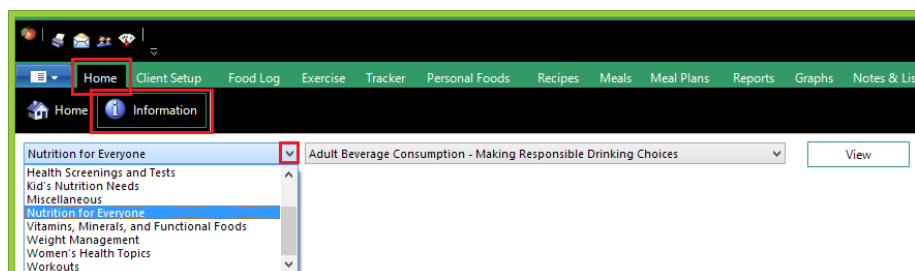 Home Client Setup Food Log Exercise Tracker Personal Foods Recipes Meals Meal Plans Reports Graphs Notes & Lis
Home Information
Nutrition for Everyone Adult Beverage Consumption - Making Responsible Drinking Choices View
Health Screenings and Tests
Kid's Nutrition Needs
Miscellaneous
Nutrition for Everyone
Vitamins, Minerals, and Functional Foods
Weight Management
Women's Health Topics
Workouts